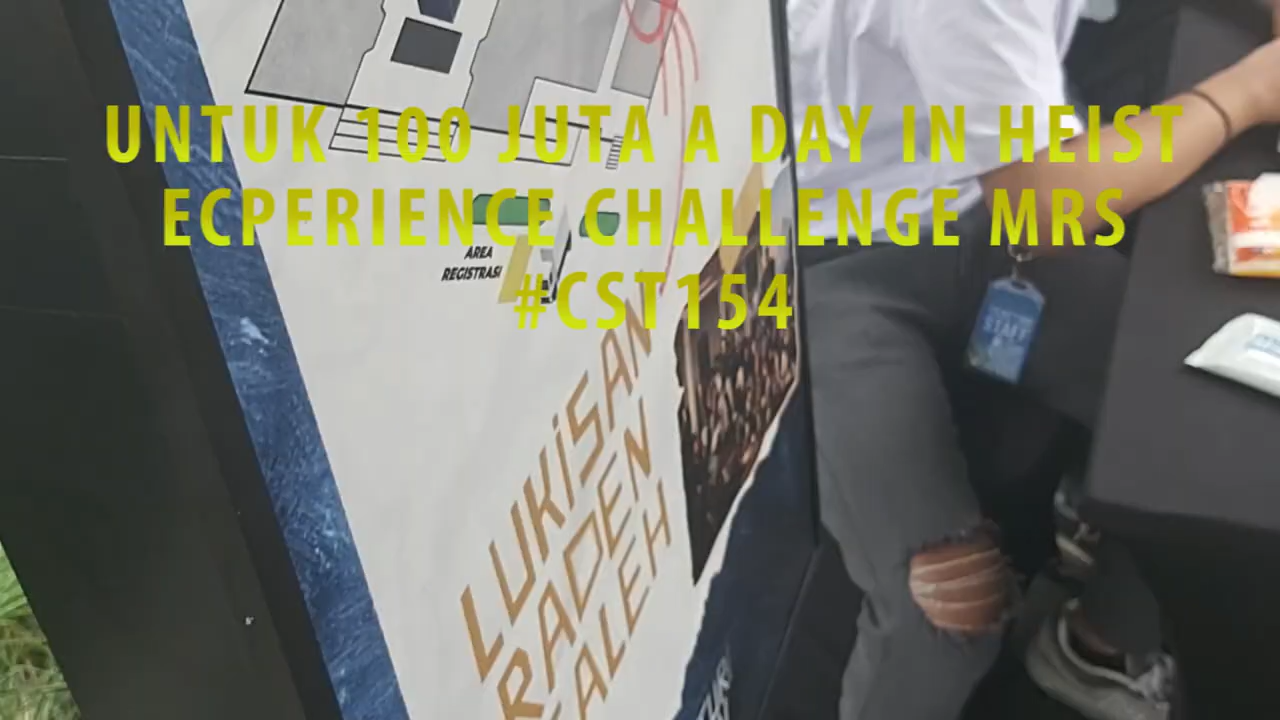 UNTUK 100 JUTA A DAY IN HEIST
ECPERIENCE CHALLENGE MRS
#CST154
AREA
REGISTRASI
LUKISAN
RADEN
SALEH
STAFF